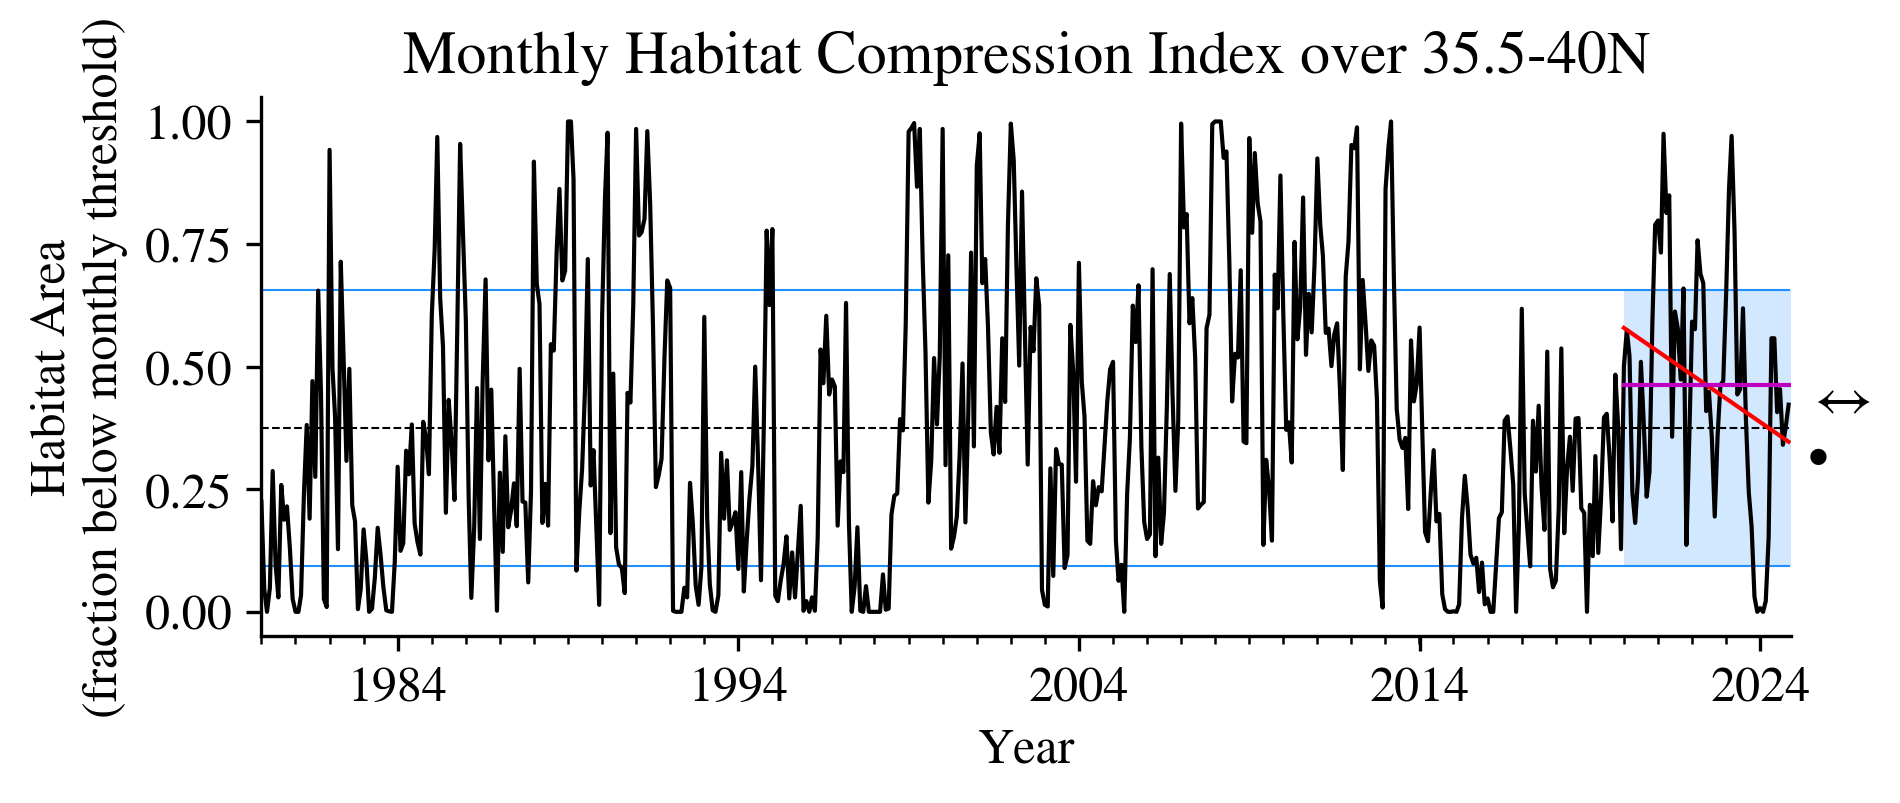 Monthly Habitat Compression Index over 35.5-40N
Habitat Area
(fraction below monthly threshold)
1.00
0.75
0.50
0.25
0.00
1984
1994
2004
2014
2024
Year